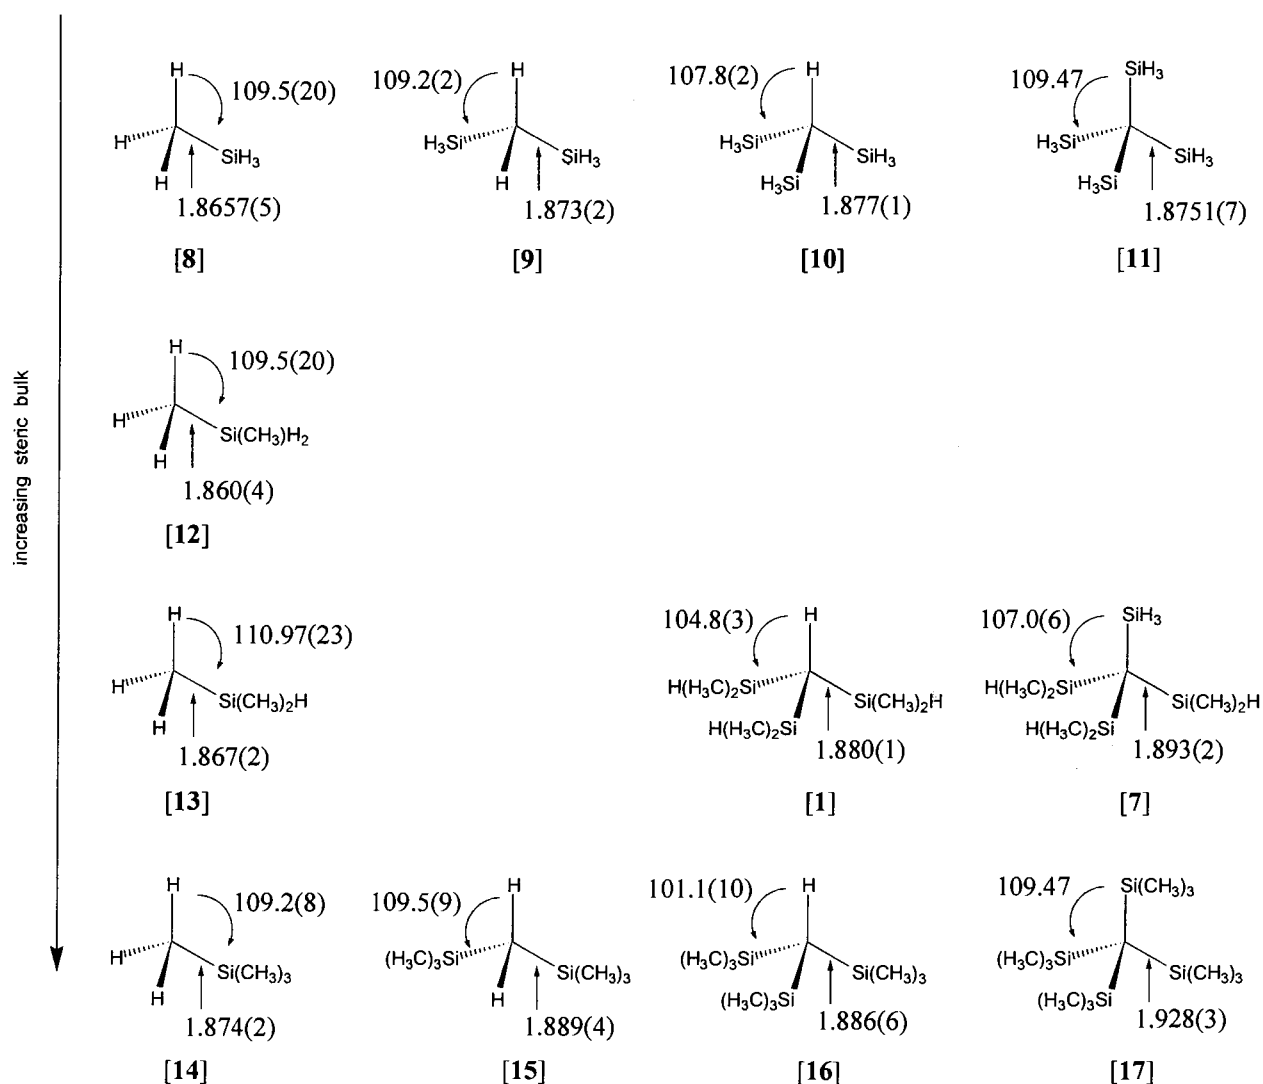 increasing steric bulk
H
109.5(20)
H
SiH3
H
1.8657(5)
[8]
109.2(2)
H
H3Si
SiH3
H
1.873(2)
[9]
107.8(2)
H
H3Si
SiH3
H3Si
1.877(1)
[10]
109.47
SiH3
H3Si
SiH3
H3Si
1.8751(7)
[11]
H
109.5(20)
H
Si(CH3)H2
H
1.860(4)
[12]
H
110.97(23)
H
Si(CH3)2H
H
1.867(2)
[13]
104.8(3)
H
H(H3C)2Si
Si(CH3)2H
H(H3C)2Si
1.880(1)
[1]
107.0(6)
SiH3
H(H3C)2Si
Si(CH3)2H
H(H3C)2Si
1.893(2)
[7]
H
109.2(8)
H
Si(CH3)3
H
1.874(2)
[14]
109.5(9)
H
(H3C)3Si
Si(CH3)3
H
1.889(4)
[15]
101.1(10)
H
(H3C)3Si
Si(CH3)3
(H3C)3Si
1.886(6)
[16]
109.47
Si(CH3)3
(H3C)3Si
Si(CH3)3
(H3C)3Si
1.928(3)
[17]